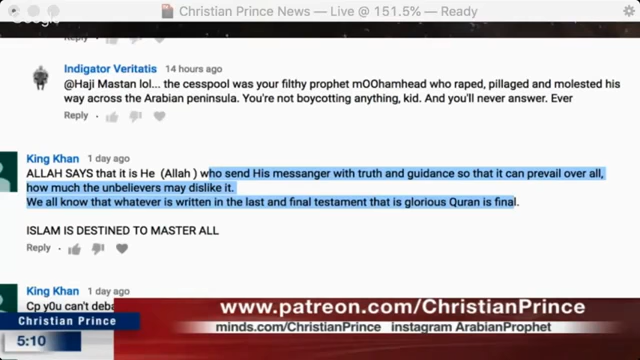 Christian Prince News — Live @ 151.5% — Ready
Reply
Indigator Veritatis 14 hours ago
@Haji Mastan lol... the cesspool was your filthy prophet mOOhamhead who raped, pillaged and molested his
way across the Arabian peninsula. You're not boycotting anything, kid. And you'll never answer. Ever
Reply
King Khan 1 day ago
ALLAH SAYS that it is He (Allah ) who send His messanger with truth and guidance so that it can prevail over all,
how much the unbelievers may dislike it.
We all know that whatever is written in the last and final testament that is glorious Quran is final.
ISLAM IS DESTINED TO MASTER ALL
Reply
King Khan 1 day ago
Cp y0u can't deba
www.patreon.com/ChristianPrince
Christian Prince
minds.com/ChristianPrince instagram ArabianProphet
5:10